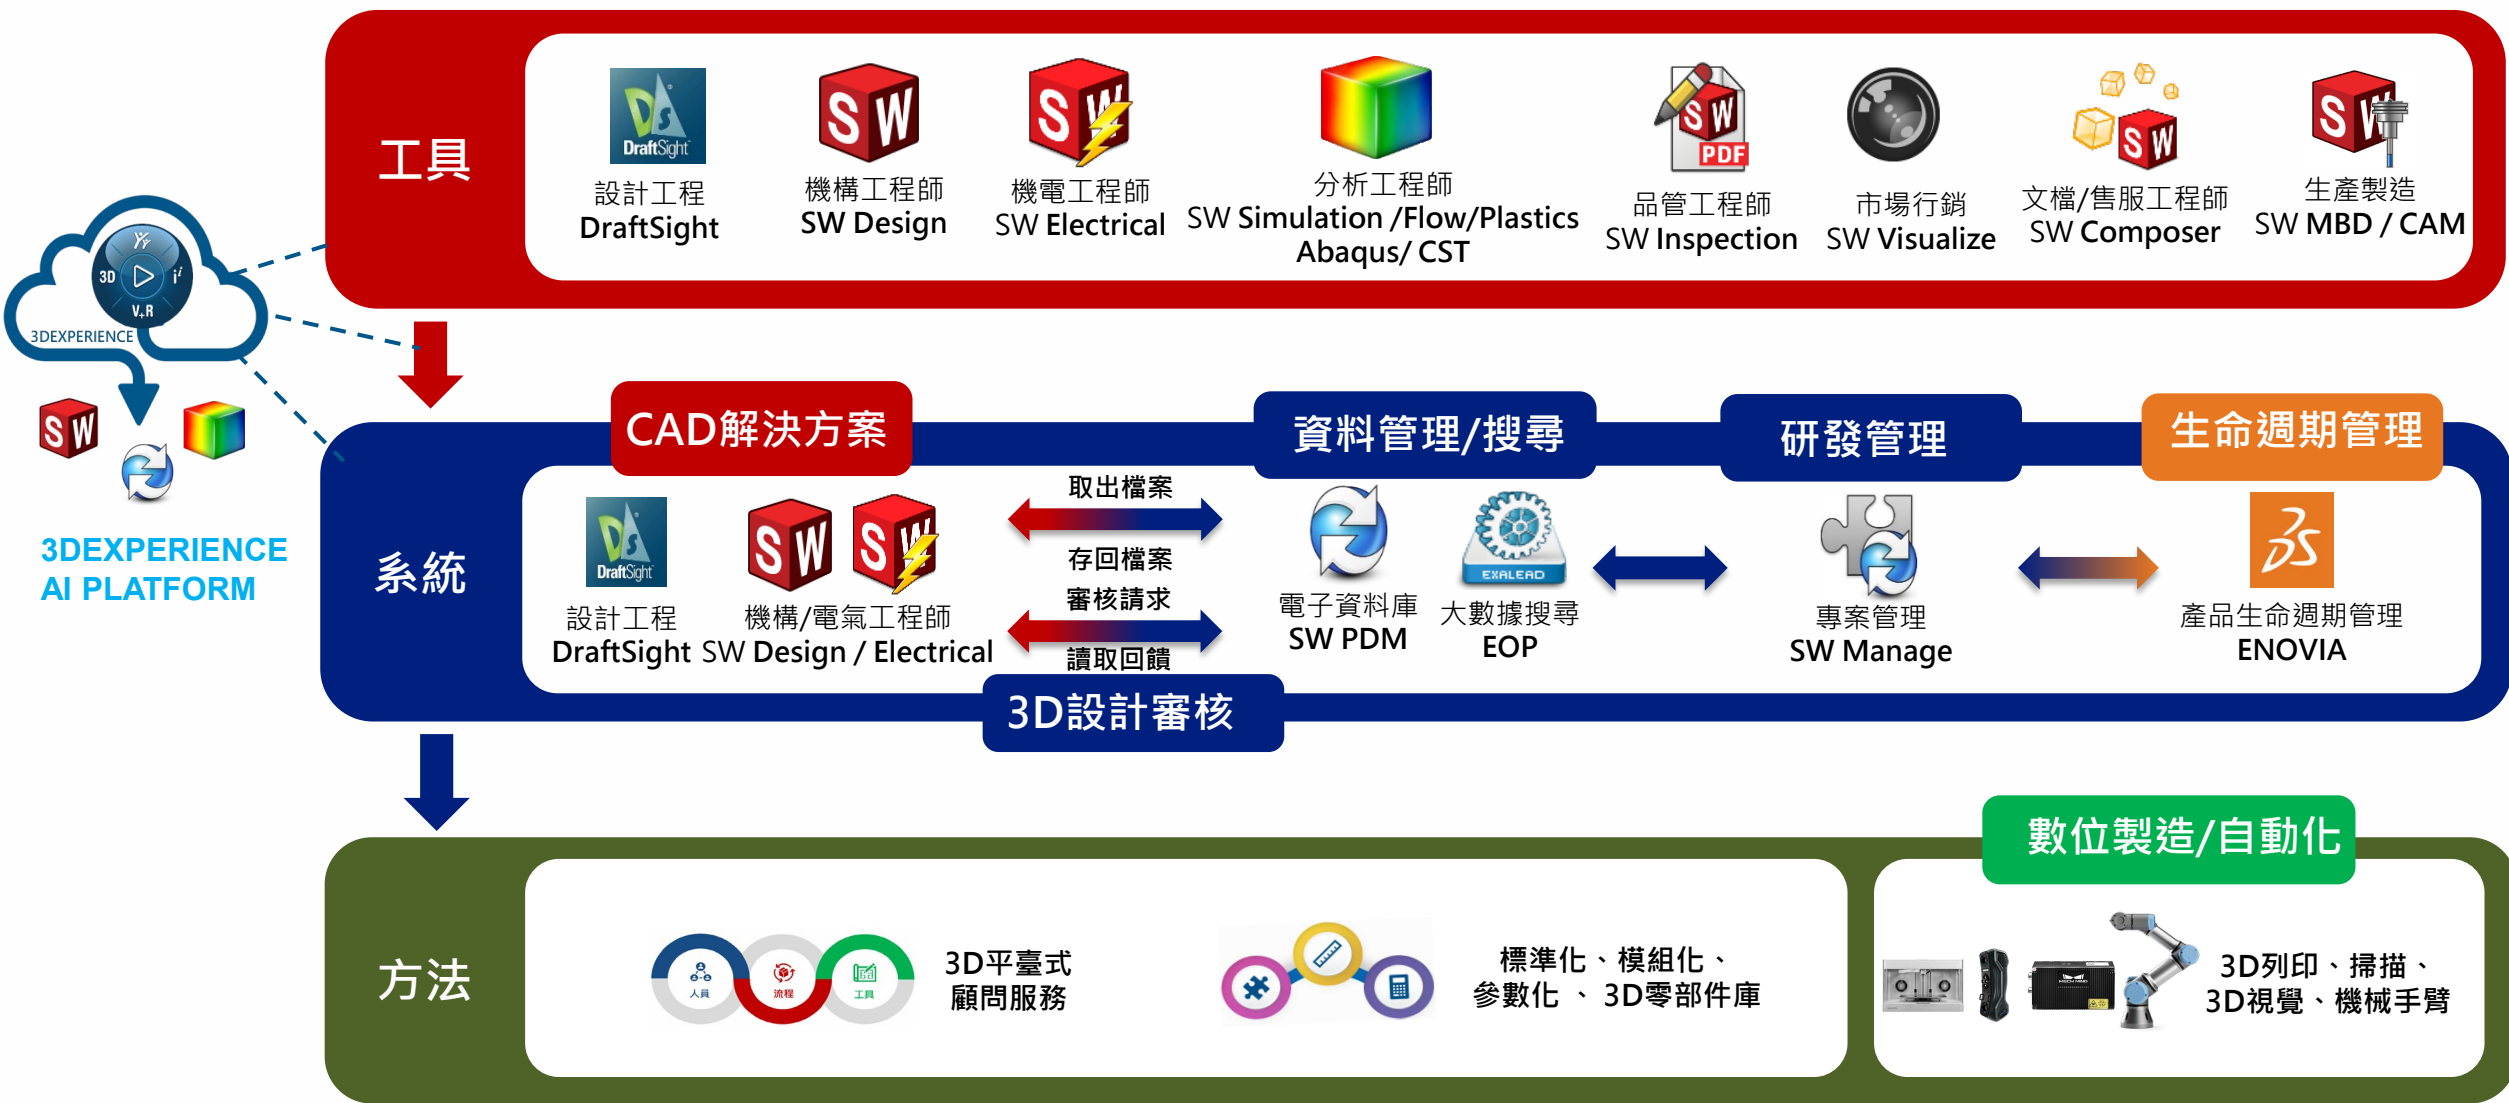 工具
DraftSight
設計工程
DraftSight
SW
機構工程師
SW Design
SW
機電工程師
SW Electrical
分析工程師
SW Simulation /Flow/Plastics
Abaqus/ CST
SW
PDF
品管工程師
SW Inspection
市場行銷
SW Visualize
SW
文檔/售服工程師
SW Composer
SW
生產製造
SW MBD / CAM
3D
V+R
3DEXPERIENCE
SW
3DEXPERIENCE
AI PLATFORM
系統
CAD解決方案
資料管理/搜尋
研發管理
生命週期管理
DraftSight
設計工程
DraftSight
SW
SW
機構/電氣工程師
SW Design / Electrical
取出檔案
存回檔案
審核請求
讀取回饋
電子資料庫
SW PDM
EXALEAD
大數據搜尋
EOP
專案管理
SW Manage
產品生命週期管理
ENOVIA
3D設計審核
方法
人員
流程
工具
3D平臺式
顧問服務
標準化、模組化、
參數化 、 3D零部件庫
數位製造/自動化
MECH MIND
3D列印、掃描、
3D視覺、機械手臂